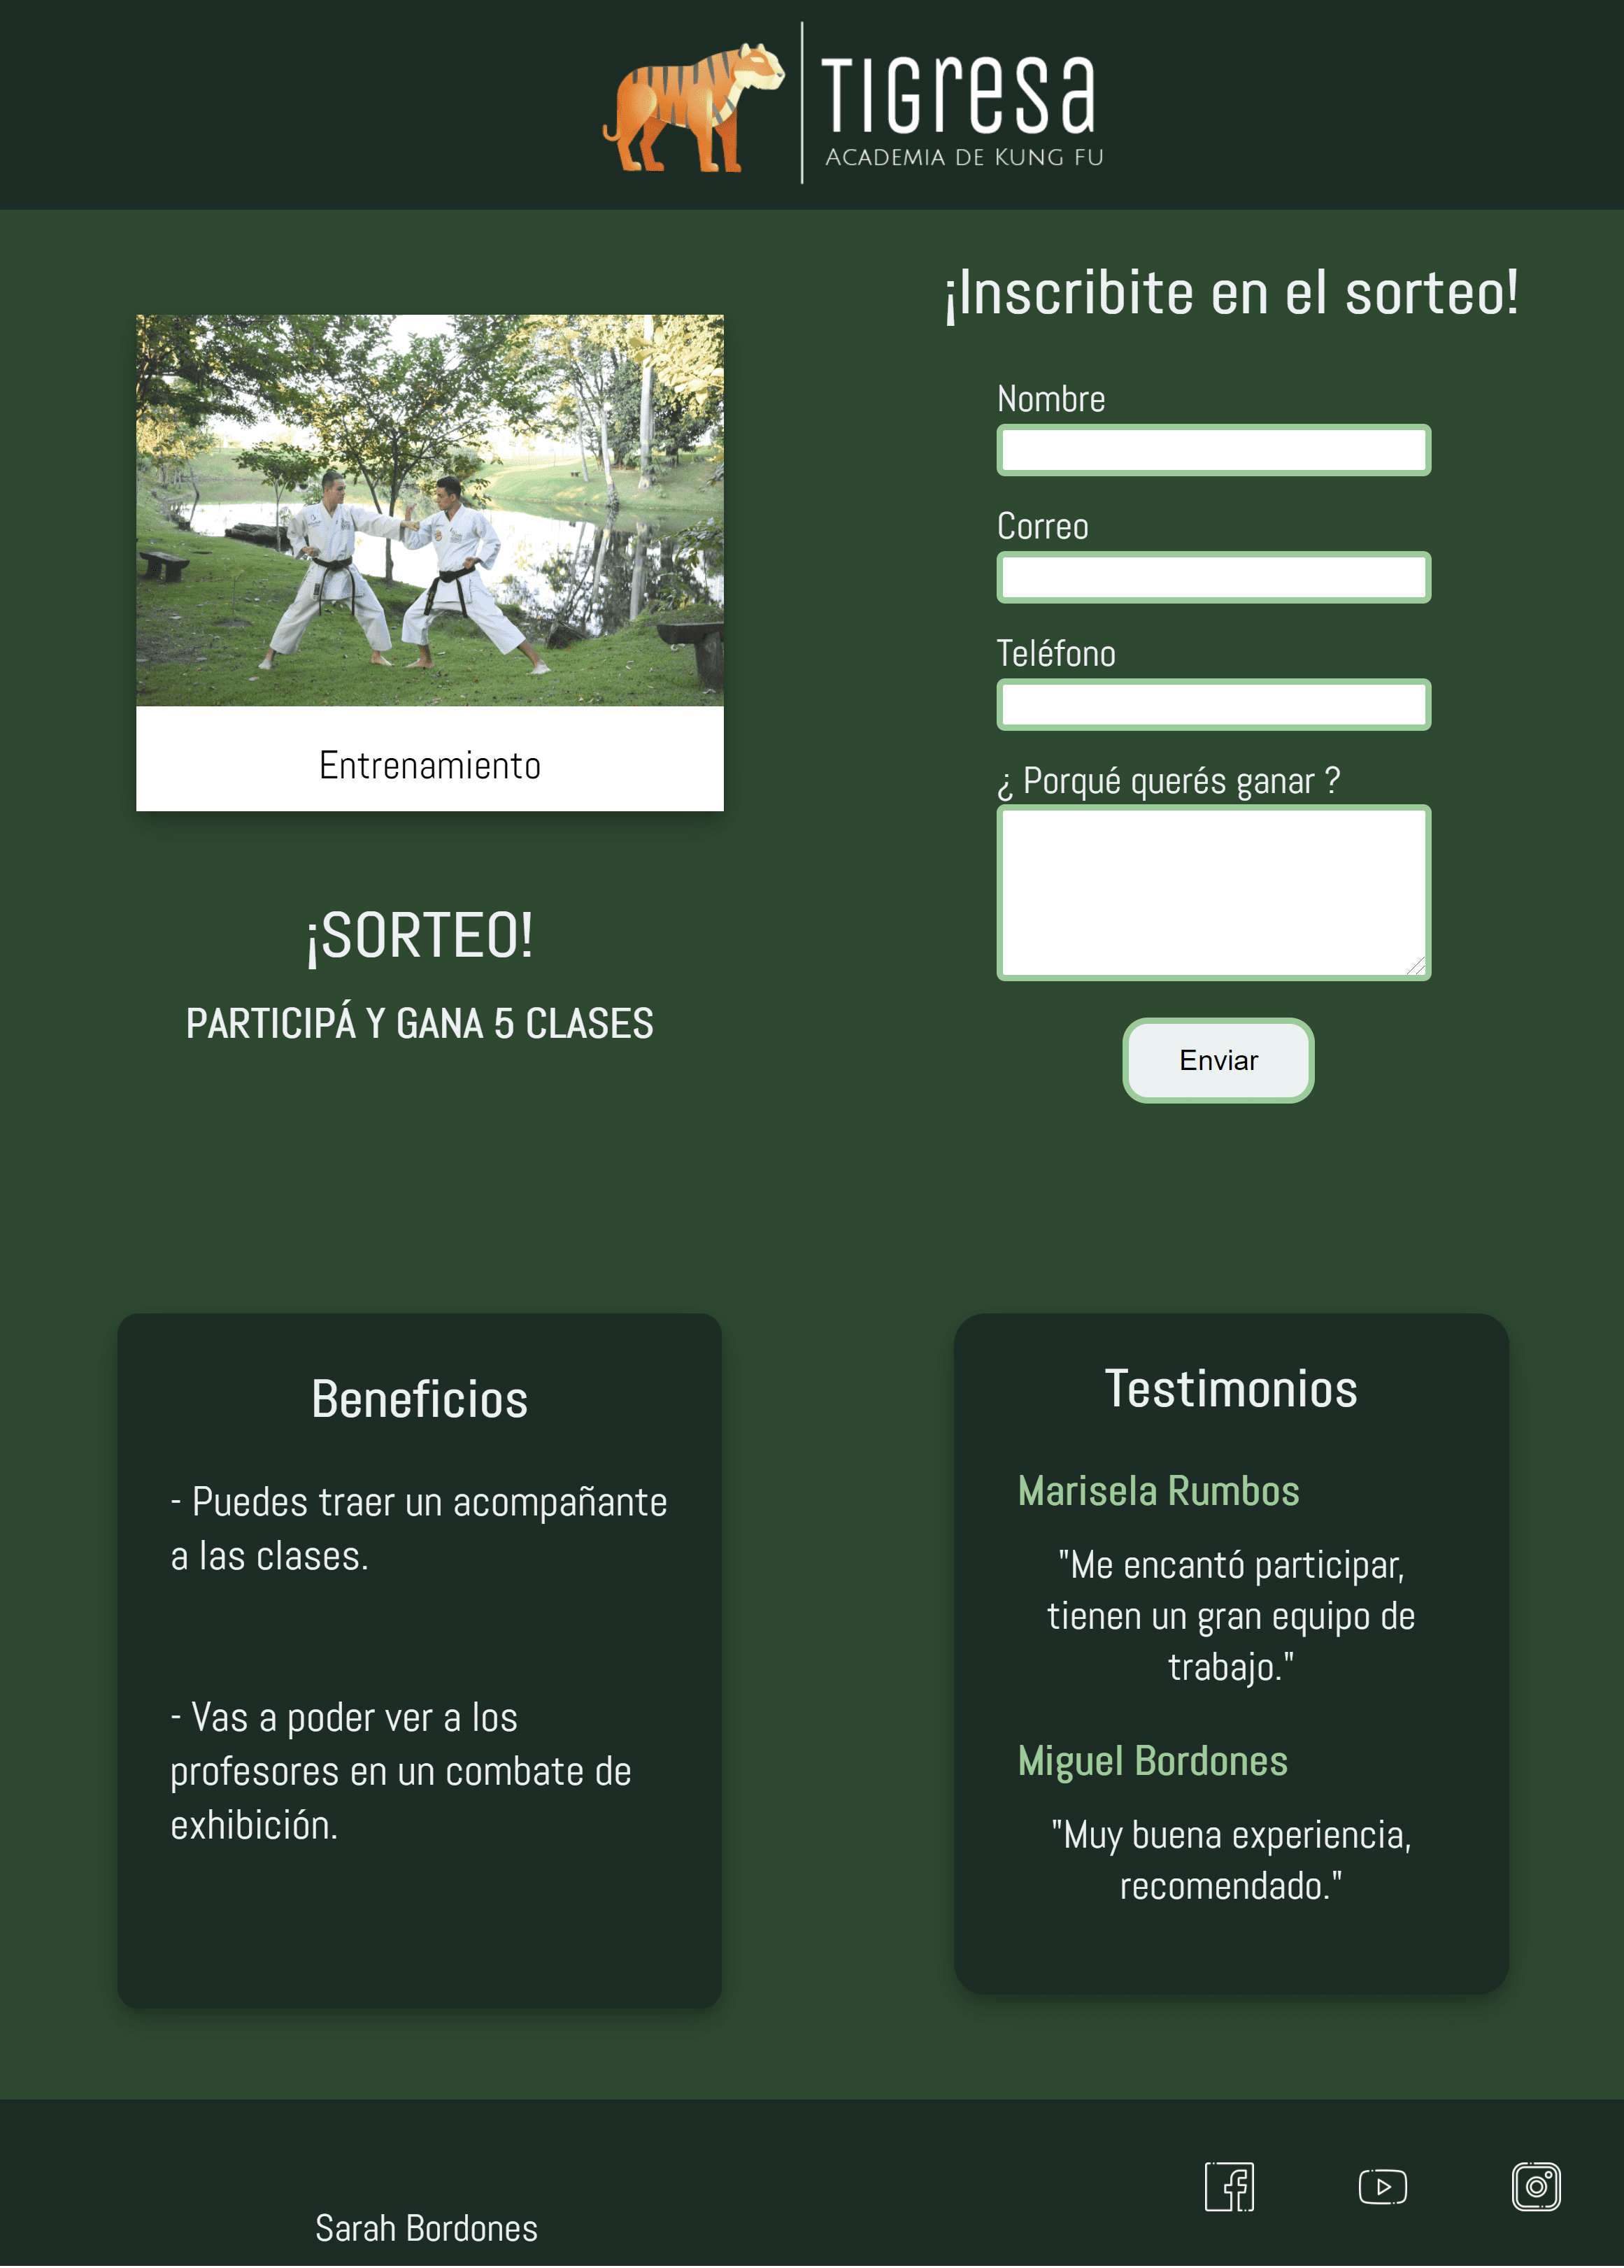 TIGresa
ACADEMIA DE KUNG FU
Entrenamiento
¡SORTEO!
PARTICIPÁ Y GANA 5 CLASES
¡Inscribite en el sorteo!
Nombre
Correo
Teléfono
¿ Porqué querés ganar ?
Enviar
Beneficios
- Puedes traer un acompañante
a las clases.
- Vas a poder ver a los
profesores en un combate de
exhibición.
Testimonios
Marisela Rumbos
"Me encantó participar,
tienen un gran equipo de
trabajo."
Miguel Bordones
"Muy buena experiencia,
recomendado."
Sarah Bordones